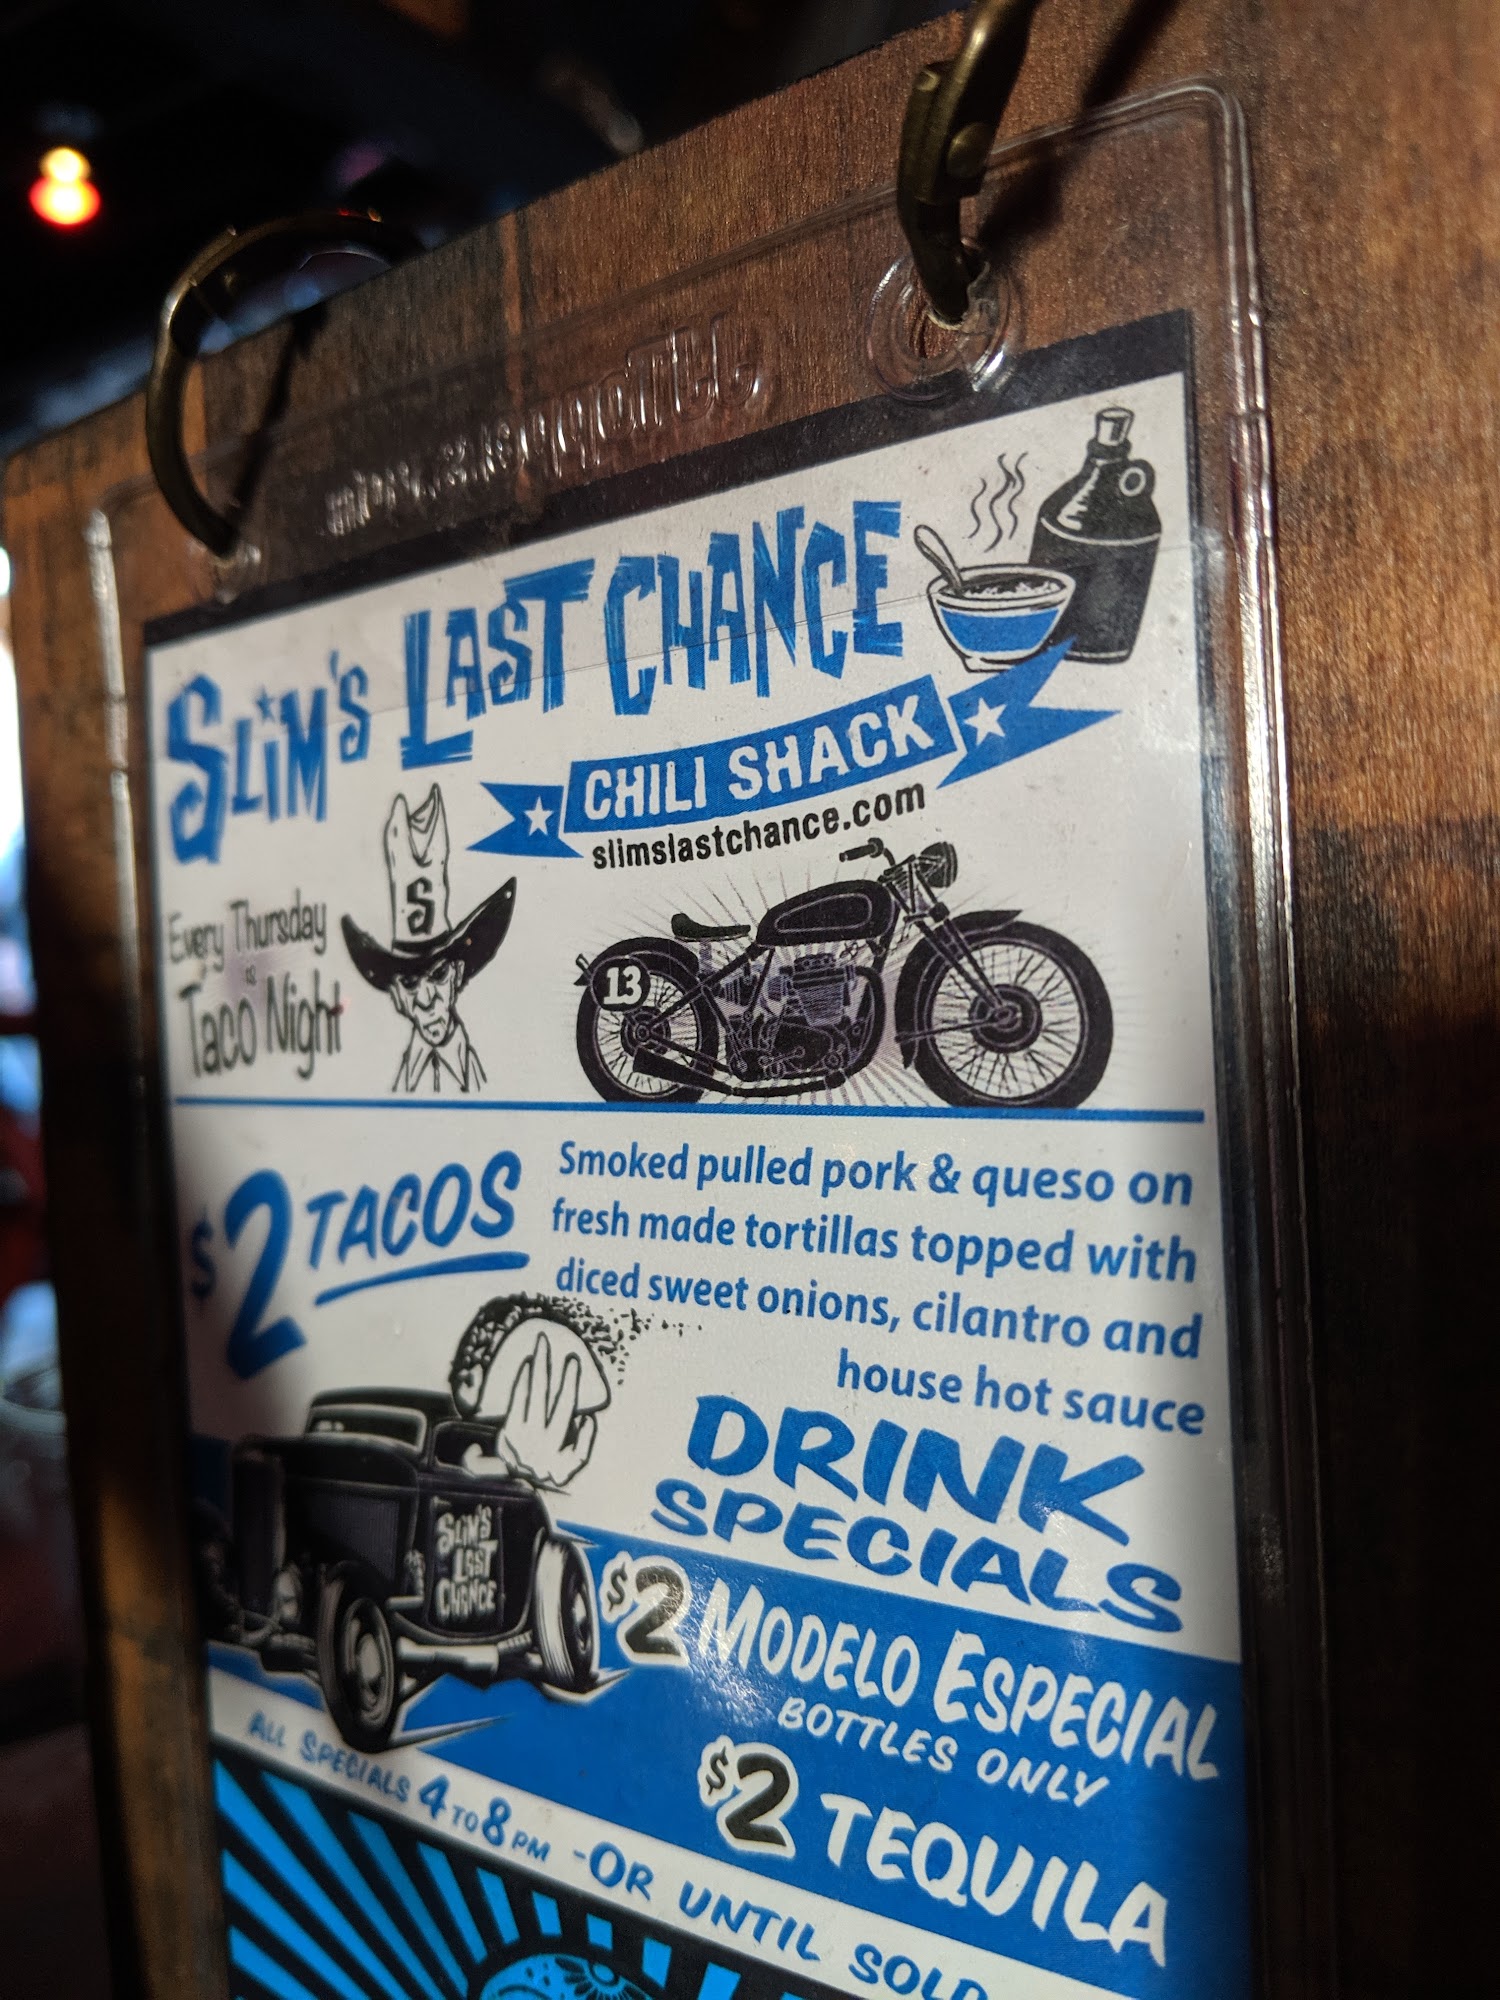 SLiM'S LAST CHANCE
CHILI SHACK
slimslastchance.com
S
Every Thursday
is
Taco Night
13
$2 TACOS
Smoked pulled pork & queso on
fresh made tortillas topped with
diced sweet onions, cilantro and
house hot sauce
DRINK
SPECIALS
SLiM'S
LAST
CHANCE
$2 MODELO ESPECIAL
BOTTLES ONLY
$2 TEQUILA
ALL SPECIALS 4 TO 8 PM -OR UNTIL SOLD